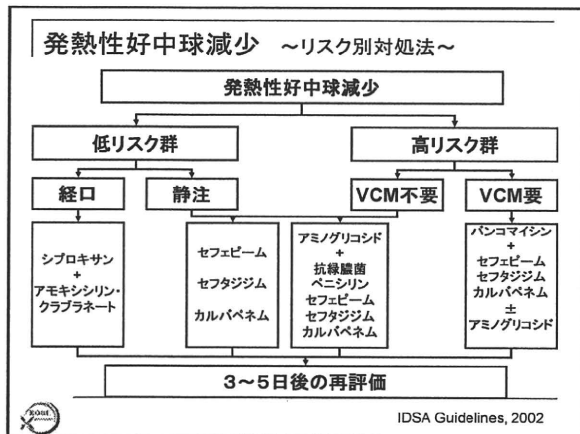 発熱性好中球減少 ~リスク別対処法~
発熱性好中球減少
低リスク群
高リスク群
経口
静注
VCM不要
VCM要
シプロキサン
+
アモキシシリン・
クラブラネート
セフェピーム
セフタジジム
カルバペネム
アミノグリコシド
+
抗緑膿菌
ペニシリン
セフェピーム
セフタジジム
カルバペネム
バンコマイシン
+
セフェピーム
セフタジジム
カルバペネム
±
アミノグリコシド
3~5日後の再評価
IDSA Guidelines, 2002